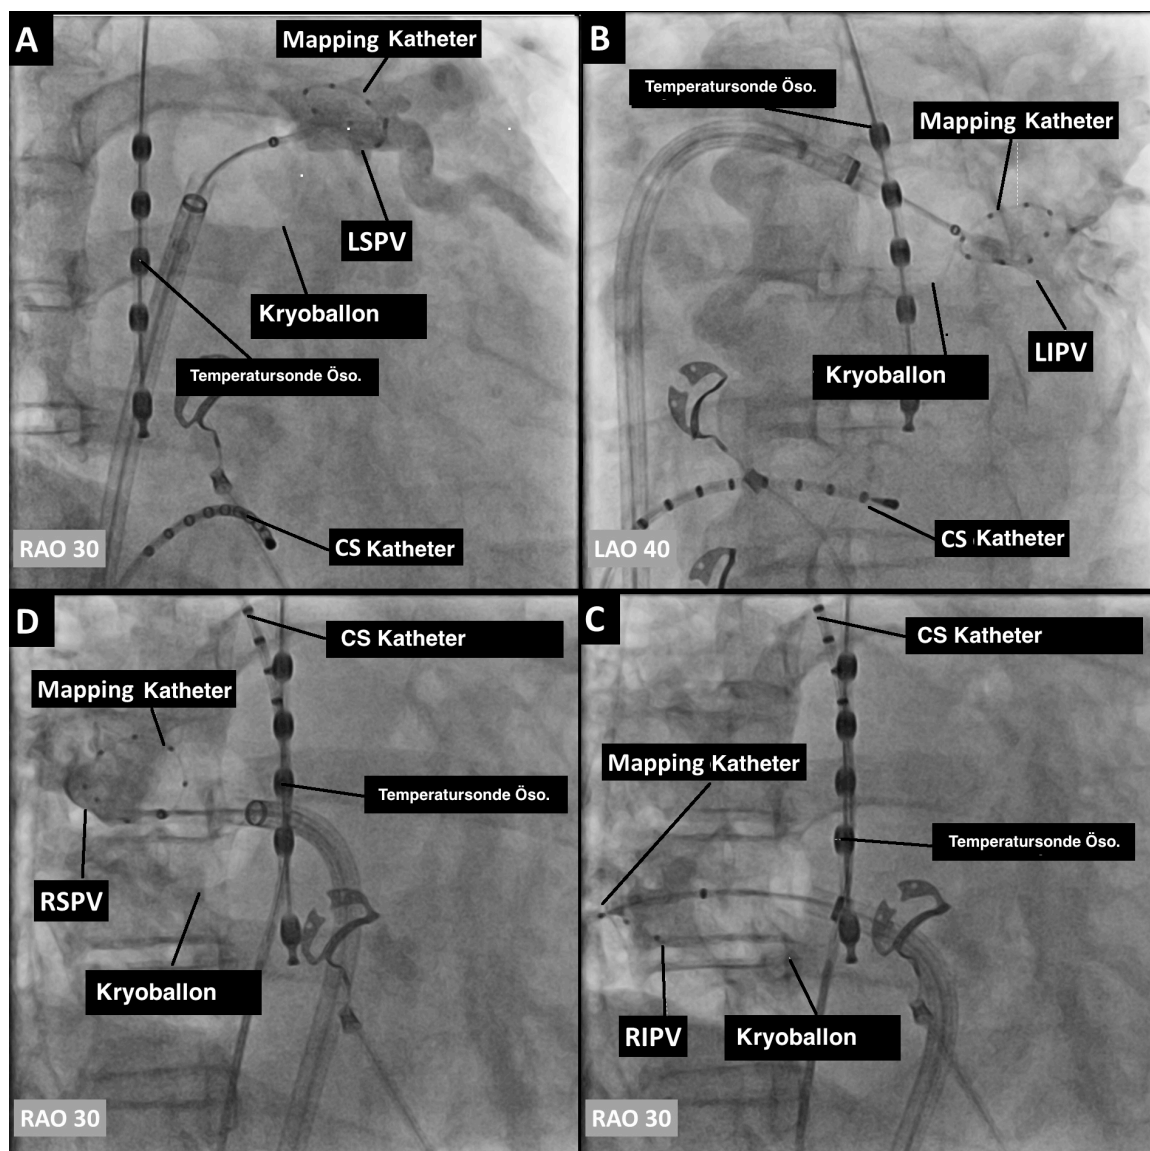 A
Mapping Katheter
LSPV
Kryoballon
Temperatursonde Öso.
CS Katheter
RAO 30
B
Temperatursonde Öso.
Mapping Katheter
LIPV
Kryoballon
CS Katheter
LAO 40
D
CS Katheter
Mapping Katheter
Temperatursonde Öso.
RSPV
Kryoballon
RAO 30
C
CS Katheter
Mapping Katheter
Temperatursonde Öso.
RIPV
Kryoballon
RAO 30